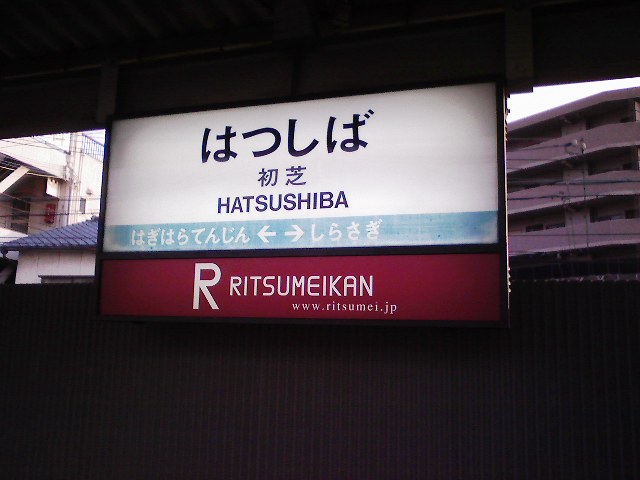 はつしば
初芝
HATSUSHIBA
はぎはらてんじん ← → しらさぎ
R RITSUMEIKAN
www.ritsumei.jp